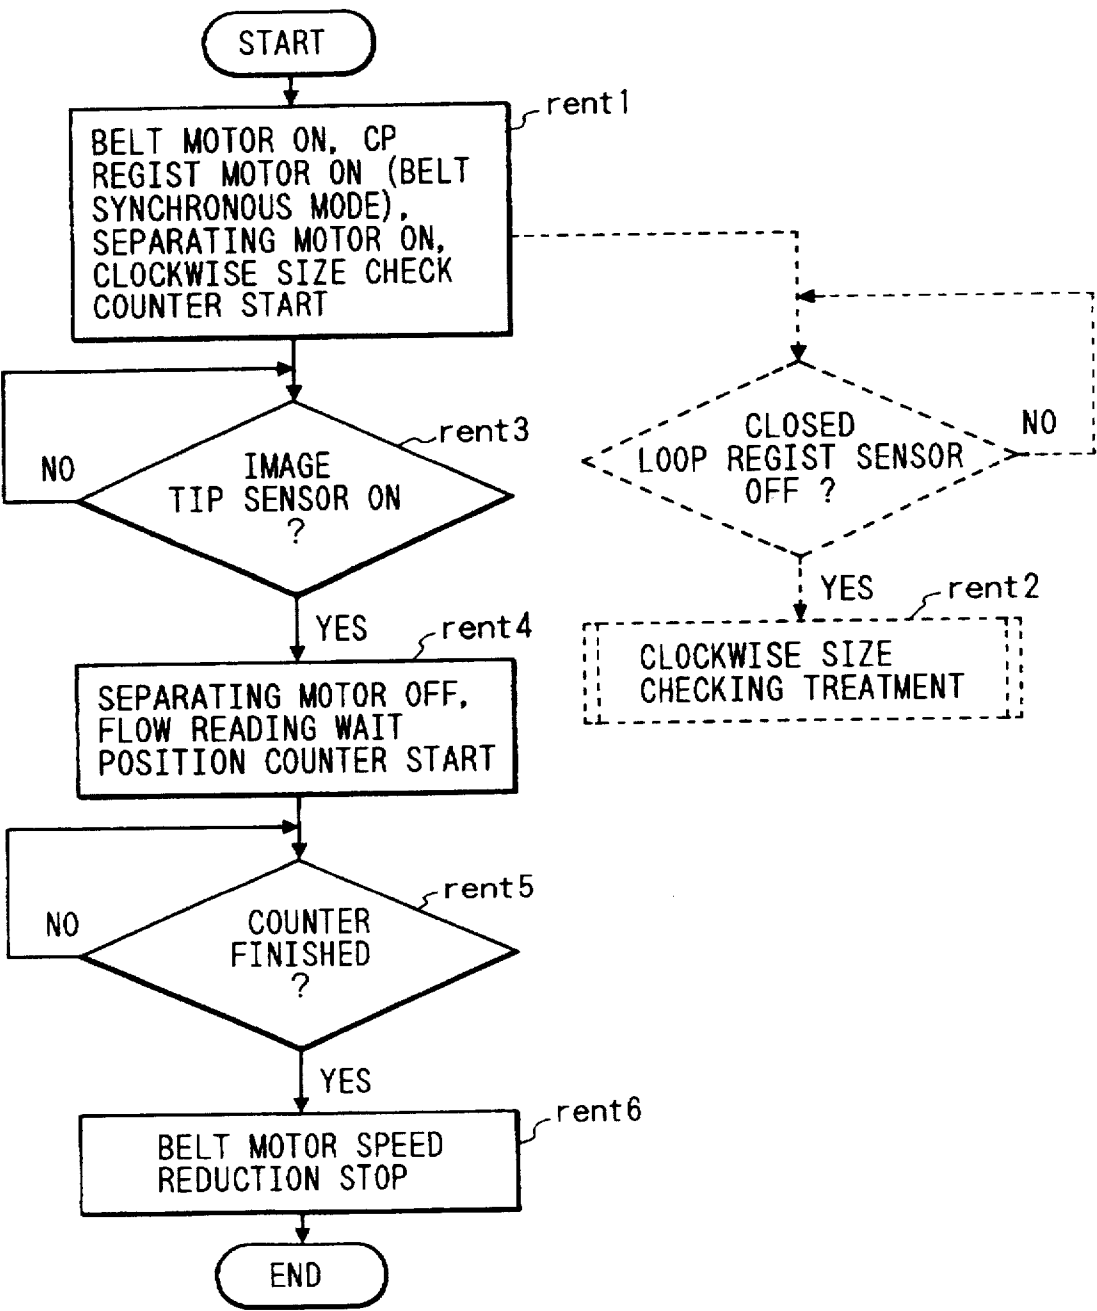 START
rent1
BELT MOTOR ON, CP
REGIST MOTOR ON (BELT
SYNCHRONOUS MODE),
SEPARATING MOTOR ON,
CLOCKWISE SIZE CHECK
COUNTER START
rent3
NO
IMAGE
TIP SENSOR ON
?
YES
CLOSED
LOOP REGIST SENSOR
OFF ?
NO
YES
rent2
CLOCKWISE SIZE
CHECKING TREATMENT
rent4
SEPARATING MOTOR OFF,
FLOW READING WAIT
POSITION COUNTER START
rent5
NO
COUNTER
FINISHED
?
YES
rent6
BELT MOTOR SPEED
REDUCTION STOP
END